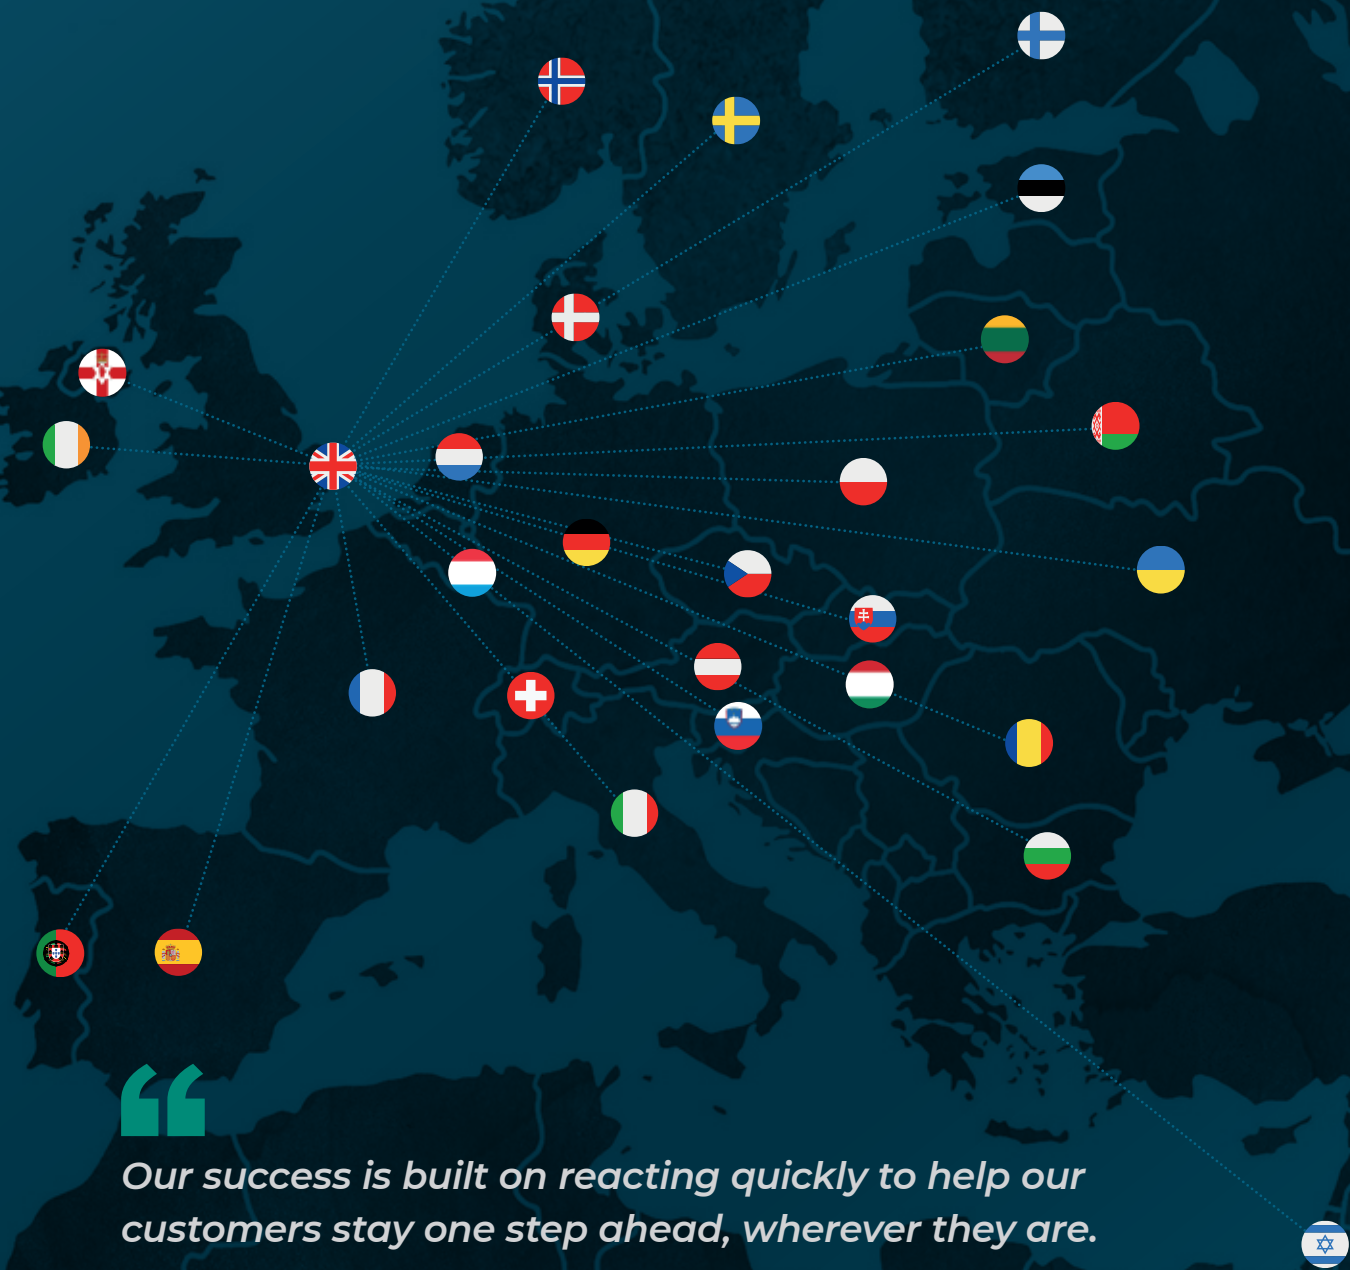 Our success is built on reacting quickly to help our
customers stay one step ahead, wherever they are.